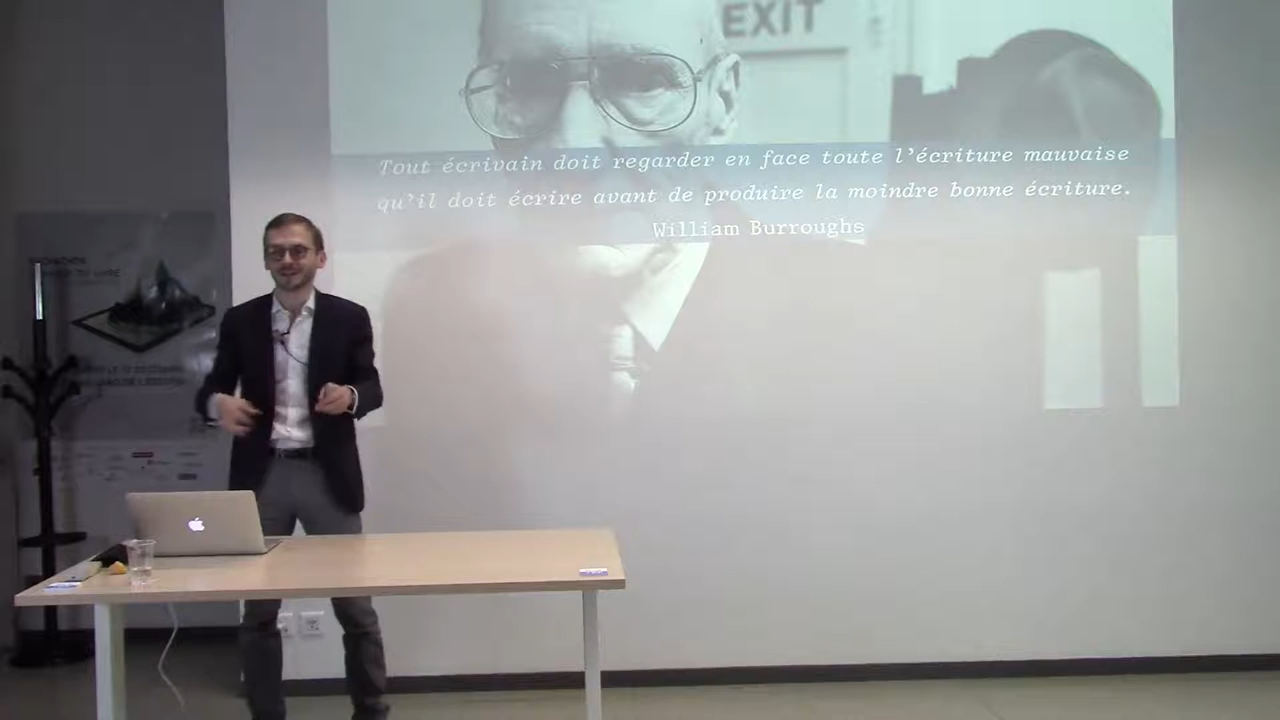 EXIT
Tout écrivain doit regarder en face toute l'écriture mauvaise
qu'il doit écrire avant de produire la moindre bonne écriture.
William Burroughs